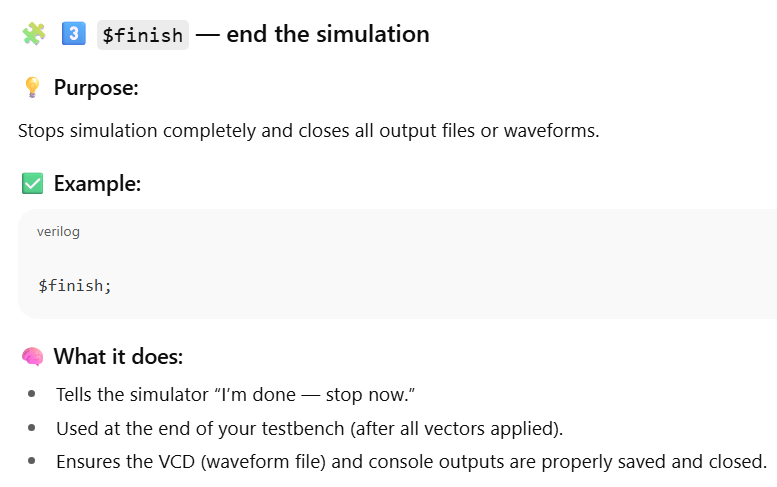 🧩 3️⃣ $finish — end the simulation
💡 Purpose:
Stops simulation completely and closes all output files or waveforms.
✅ Example:
verilog
$finish;
🧠 What it does:
• Tells the simulator “I’m done — stop now.”
• Used at the end of your testbench (after all vectors applied).
• Ensures the VCD (waveform file) and console outputs are properly saved and closed.